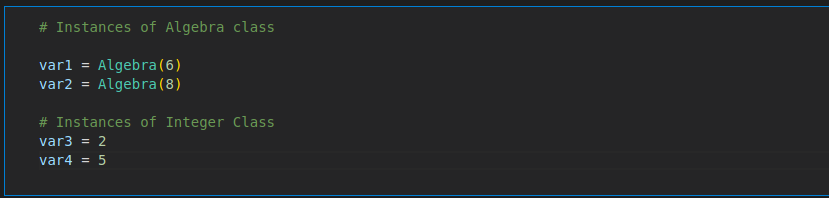 # Instances of Algebra class
var1 = Algebra(6)
var2 = Algebra(8)
# Instances of Integer Class
var3 = 2
var4 = 5